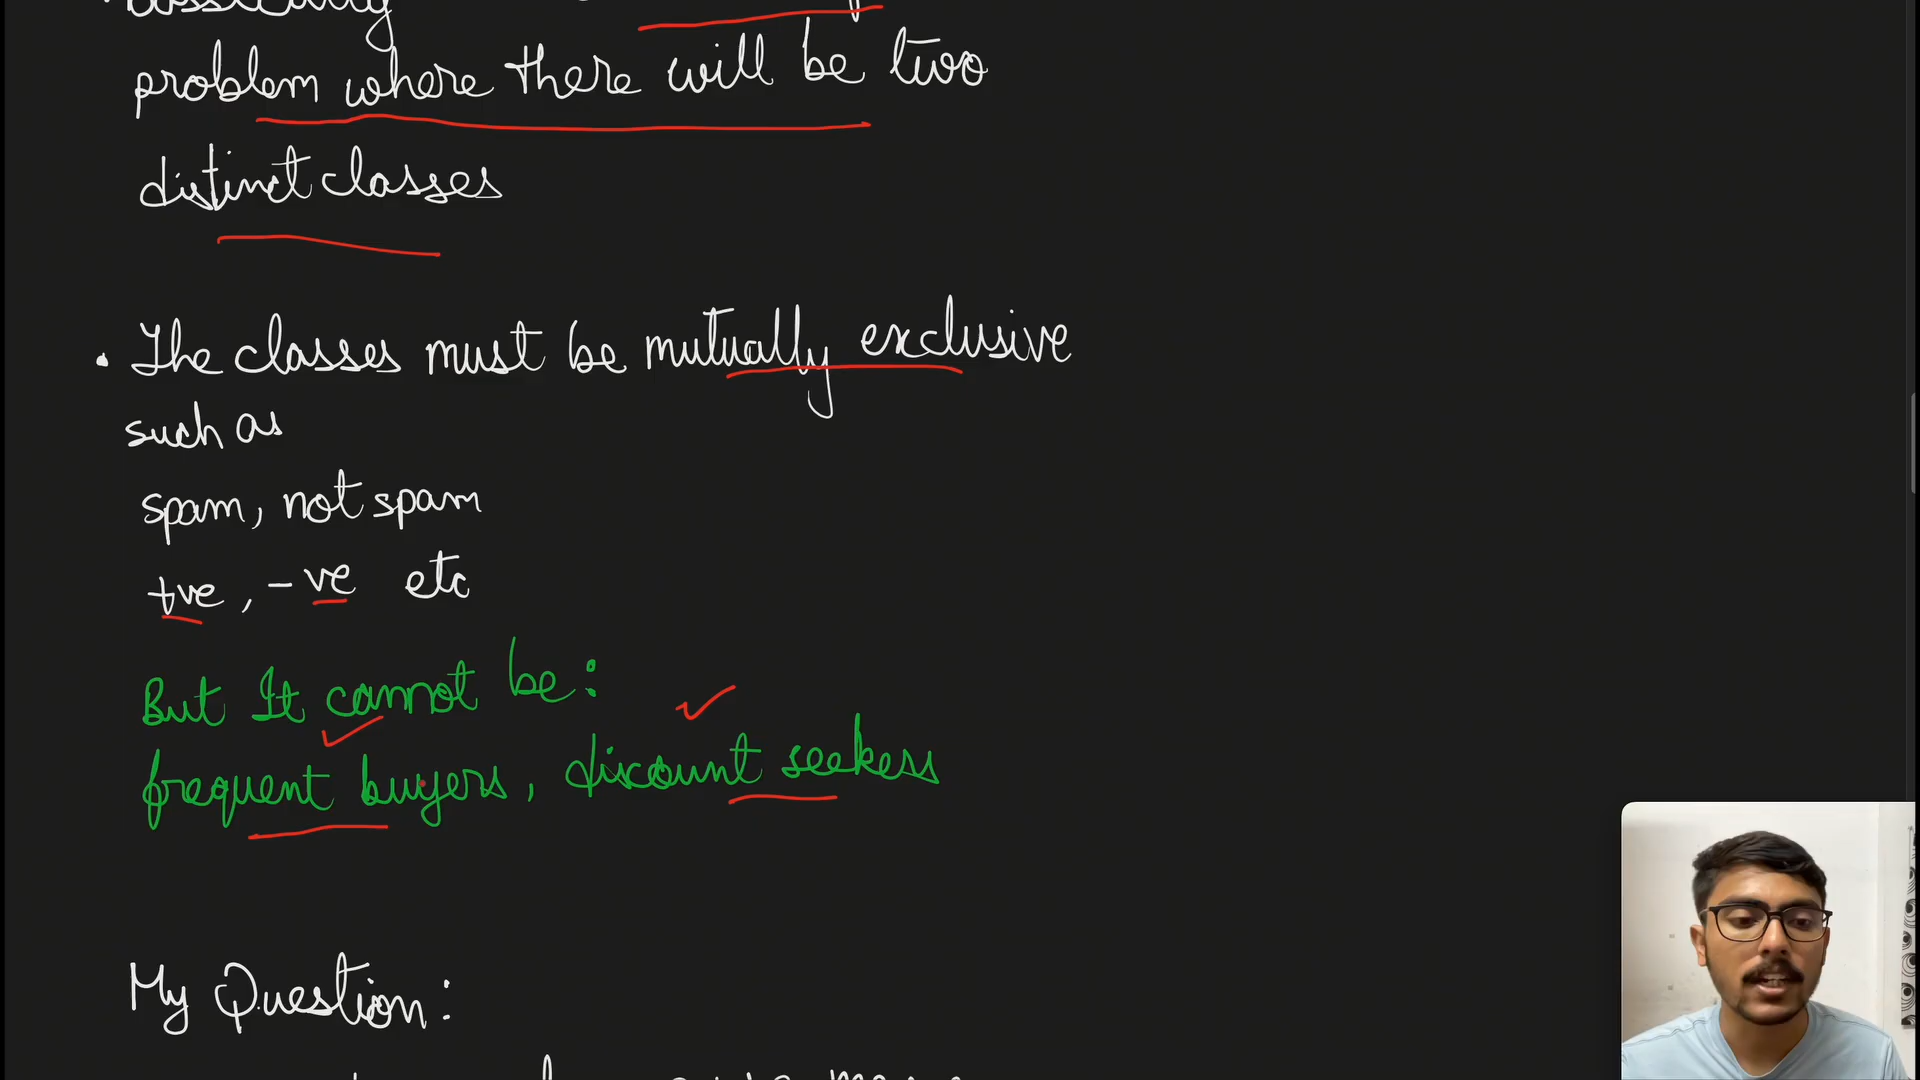 problem where there will be two
distinct classes
• The classes must be mutually exclusive
such as
spam, not spam
+ve, -ve etc
But It cannot be:
frequent buyers, discount seekers
My Question: